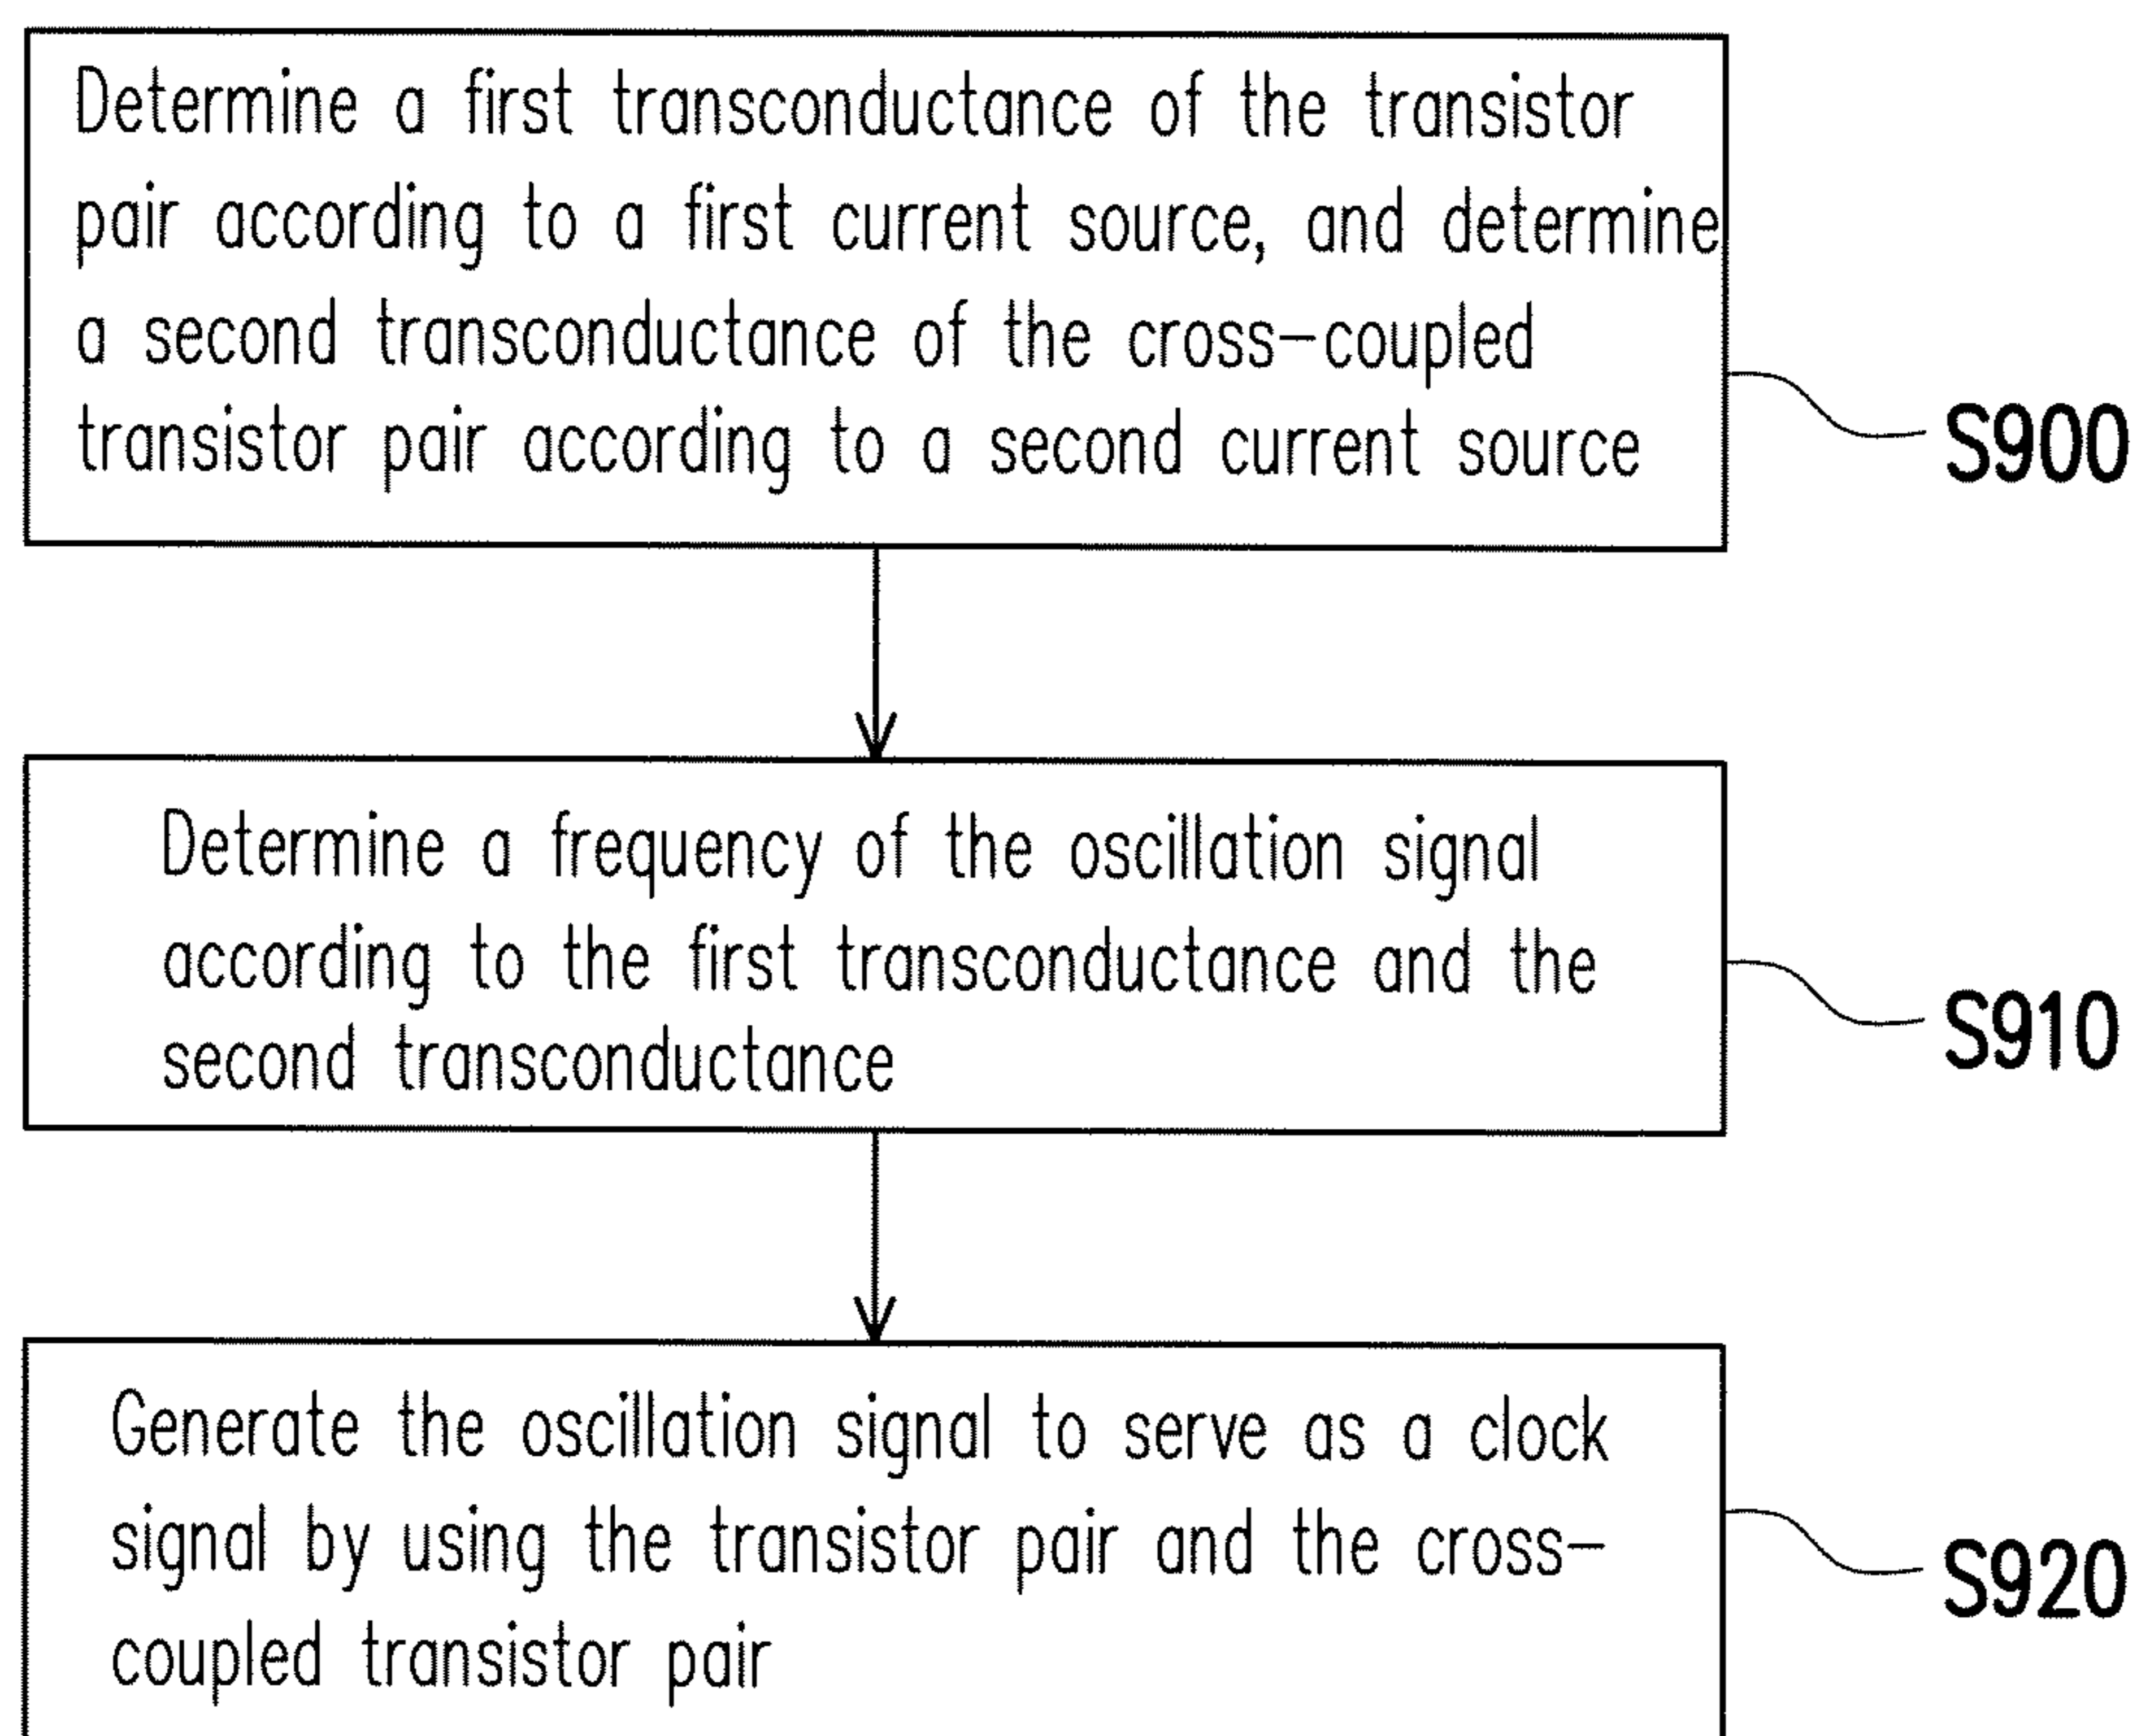 Determine a first transconductance of the transistor
pair according to a first current source, and determine
a second transconductance of the cross-coupled
transistor pair according to a second current source
S900
Determine a frequency of the oscillation signal
according to the first transconductance and the
second transconductance
S910
Generate the oscillation signal to serve as a clock
signal by using the transistor pair and the cross-
coupled transistor pair
S920